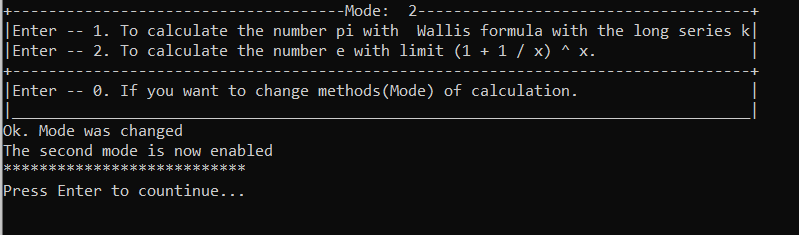 +-------------------------------------Mode:  2-------------------------------------+
|Enter -- 1. To calculate the number pi with  Wallis formula with the long series k|
|Enter -- 2. To calculate the number e with limit (1 + 1 / x) ^ x.                 |
+----------------------------------------------------------------------------------+
|Enter -- 0. If you want to change methods(Mode) of calculation.                   |
|__________________________________________________________________________________|
Ok. Mode was changed
The second mode is now enabled
***************************
Press Enter to countinue...